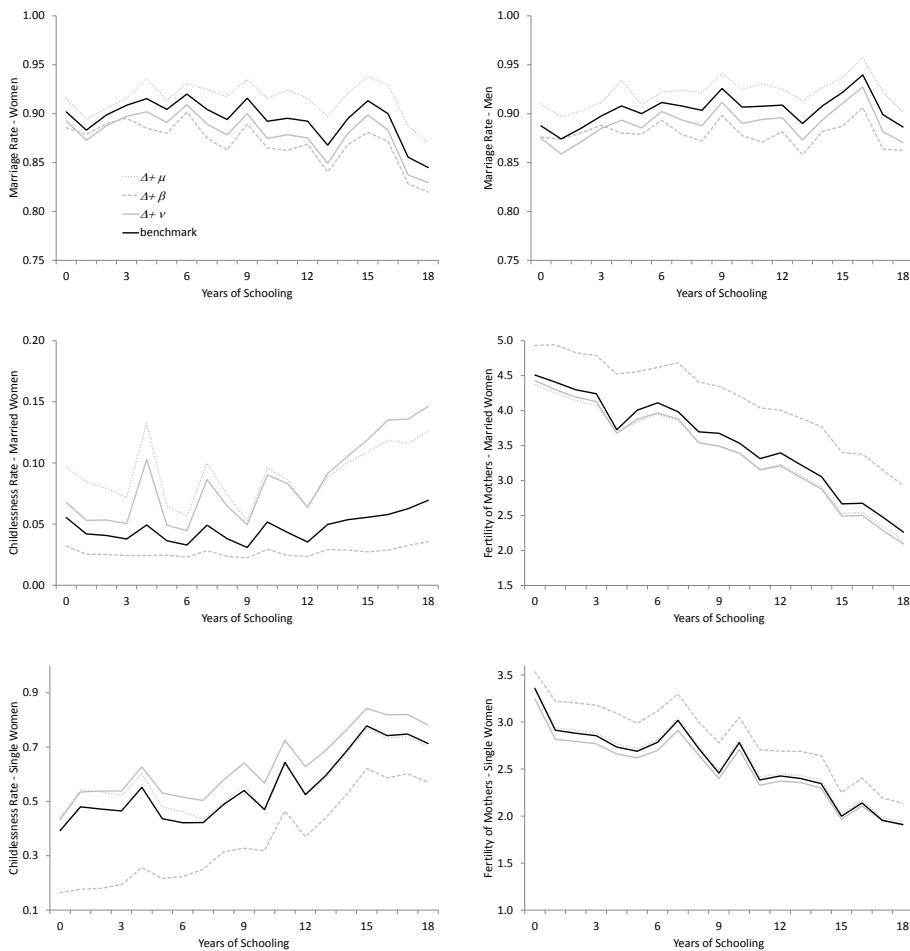 1.00
0.95
0.90
0.85
0.80
0.75
Marriage Rate - Women
Δ+ μ
Δ+ β
Δ+ ν
benchmark
0 3 6 9 12 15 18
Years of Schooling
1.00
0.95
0.90
0.85
0.80
0.75
Marriage Rate - Men
0 3 6 9 12 15 18
Years of Schooling
0.20
0.15
0.10
0.05
0.00
Childlessness Rate - Married Women
0 3 6 9 12 15 18
Years of Schooling
5.0
4.5
4.0
3.5
3.0
2.5
2.0
1.5
Fertility of Mothers - Married Women
0 3 6 9 12 15 18
Years of Schooling
0.9
0.7
0.5
0.3
0.1
Childlessness Rate - Single Women
0 3 6 9 12 15 18
Years of Schooling
3.5
3.0
2.5
2.0
1.5
1.0
Fertility of Mothers - Single Women
0 3 6 9 12 15 18
Years of Schooling